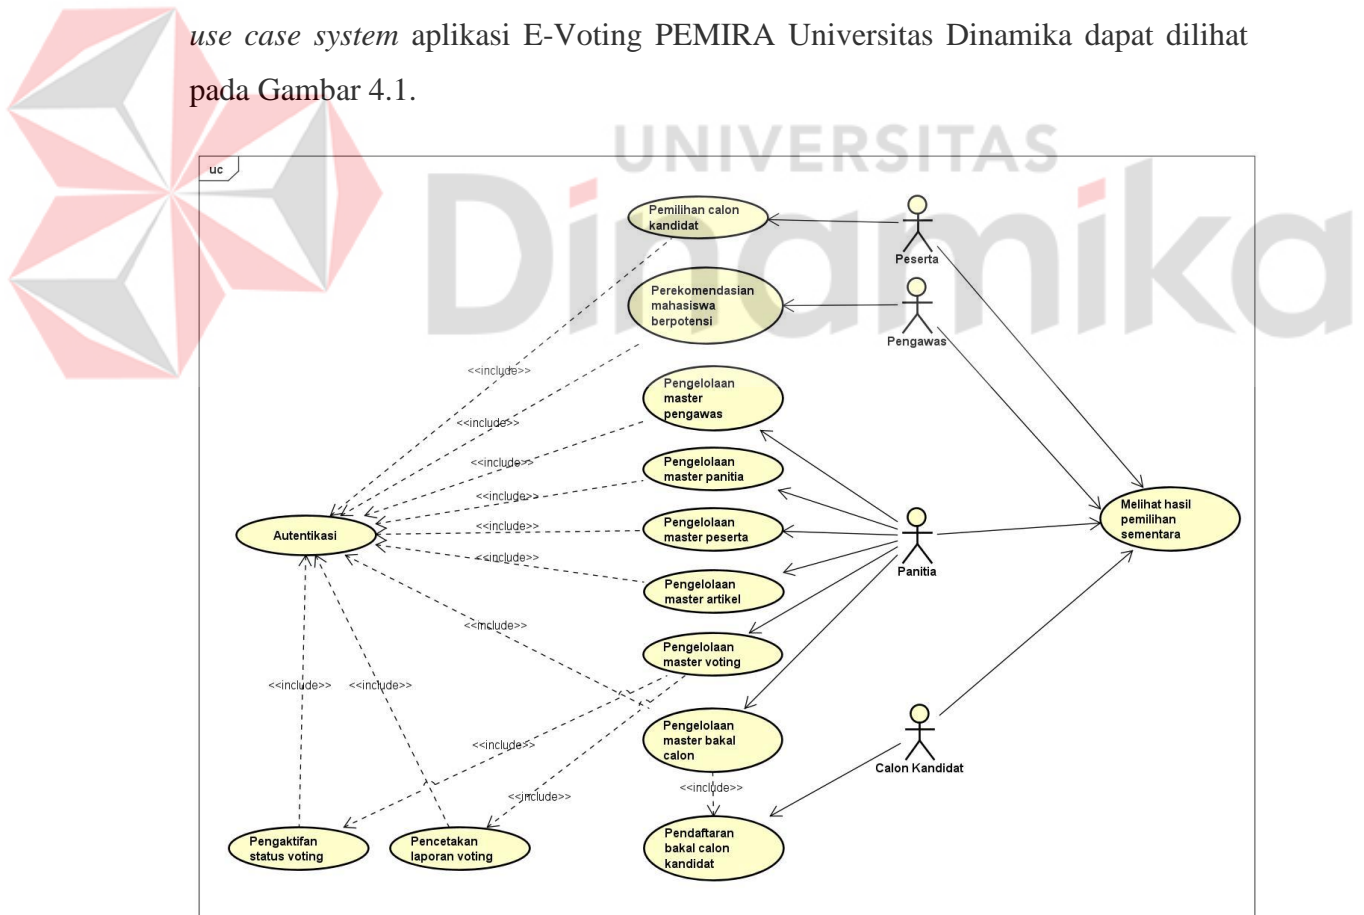 use case system aplikasi E-Voting PEMIRA Universitas Dinamika dapat dilihat
pada Gambar 4.1.
UNIVERSITAS
Dinamika
uc
Pemilihan calon
kandidat
Peserta
Perekomendasian
mahasiswa
berpotensi
Pengawas
<<include>>
Pengelolaan
master
pengawas
<<include>>
<<include>>
Pengelolaan
master panitia
<<include>>
Melihat hasil
pemilihan
sementara
Autentikasi
<<include>>
Pengelolaan
master peserta
Panitia
<<include>>
Pengelolaan
master artikel
<<include>>
Pengelolaan
master voting
<<include>>
<<include>>
Pengelolaan
master bakal
calon
<<include>>
Calon Kandidat
<<include>>
<<include>>
Pengaktifan
status voting
Pencetakan
laporan voting
Pendaftaran
bakal calon
kandidat